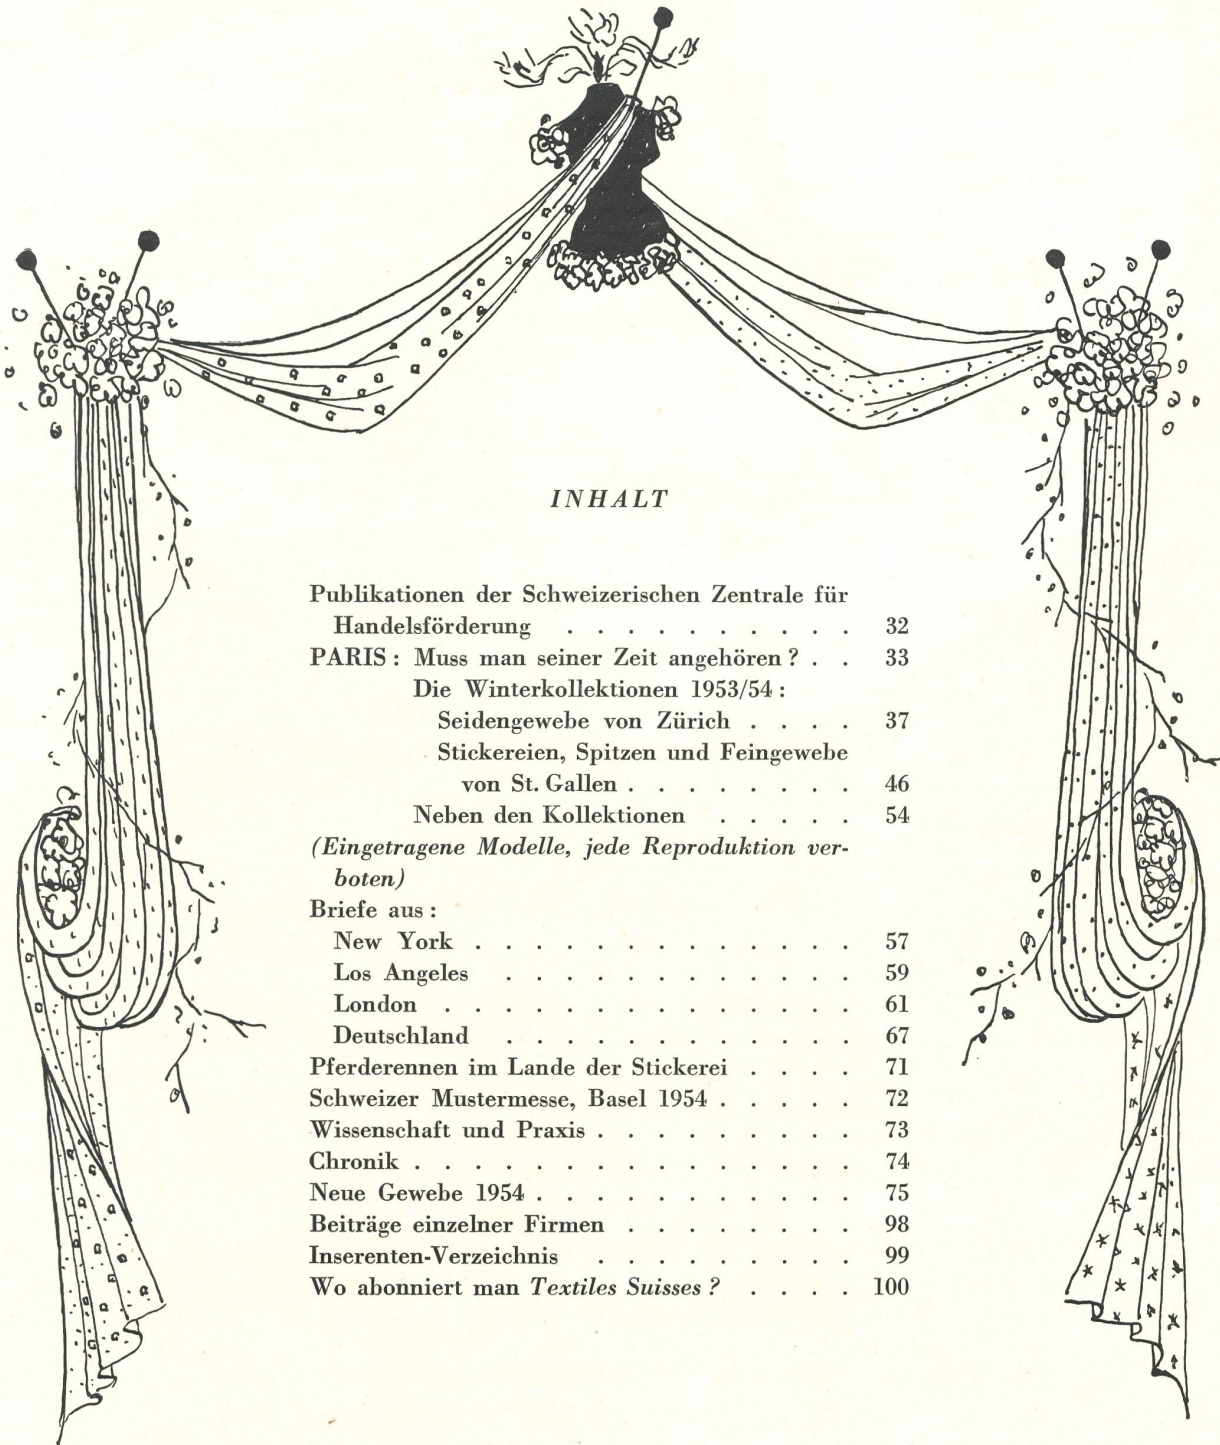 INHALT
Publikationen der Schweizerischen Zentrale für
Handelsförderung . . . . . . . . . . 32
PARIS : Muss man seiner Zeit angehören ? . . 33
Die Winterkollektionen 1953/54 :
Seidengewebe von Zürich . . . . 37
Stickereien, Spitzen und Feingewebe
von St. Gallen . . . . . . . . 46
Neben den Kollektionen . . . . . 54
(Eingetragene Modelle, jede Reproduktion ver-
boten)
Briefe aus :
New York . . . . . . . . . . . . . 57
Los Angeles . . . . . . . . . . . . 59
London . . . . . . . . . . . . . . 61
Deutschland . . . . . . . . . . . . 67
Pferderennen im Lande der Stickerei . . . . 71
Schweizer Mustermesse, Basel 1954 . . . . . 72
Wissenschaft und Praxis . . . . . . . . . 73
Chronik . . . . . . . . . . . . . . . 74
Neue Gewebe 1954 . . . . . . . . . . . 75
Beiträge einzelner Firmen . . . . . . . . 98
Inserenten-Verzeichnis . . . . . . . . . 99
Wo abonniert man Textiles Suisses ? . . . . 100